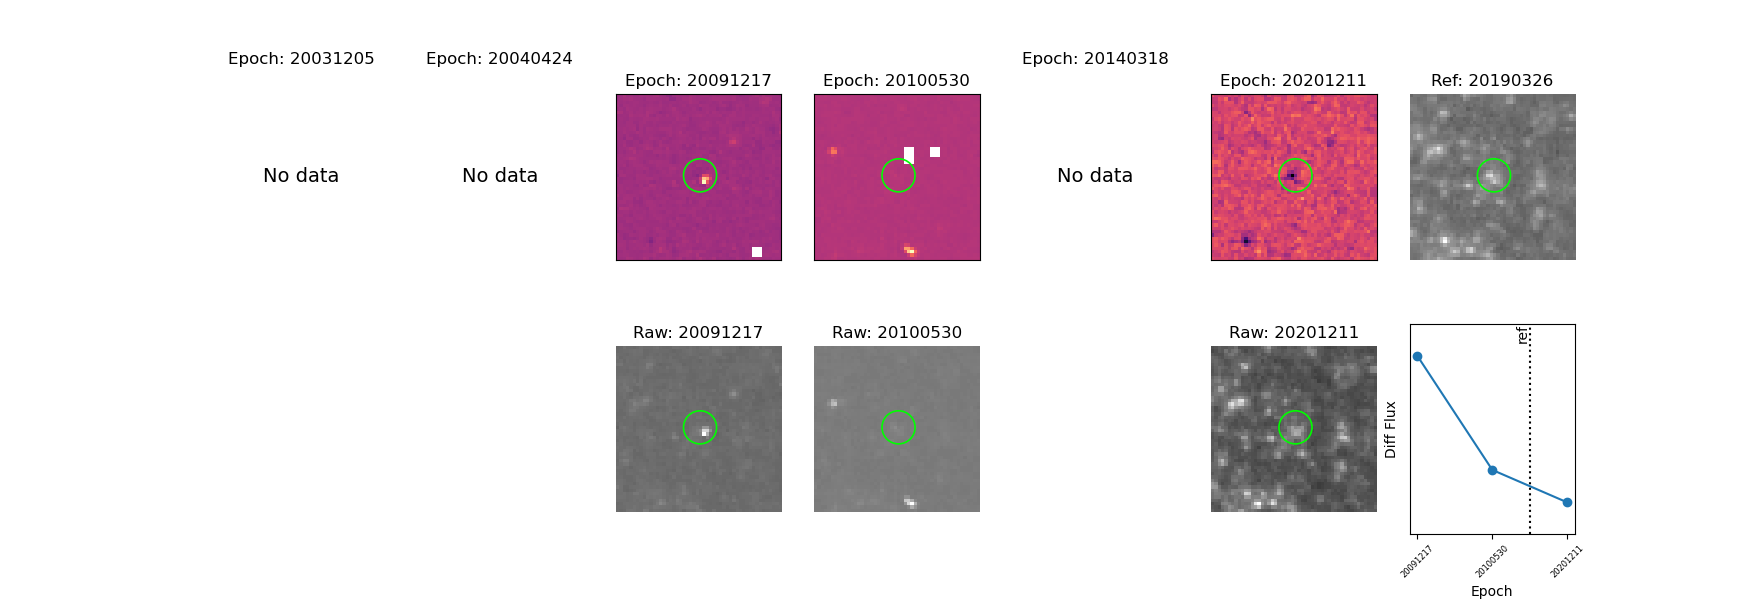 Epoch: 20031205
Epoch: 20040424
Epoch: 20091217
Epoch: 20100530
Epoch: 20140318
Epoch: 20201211
Ref: 20190326
No data
No data
No data
Raw: 20091217
Raw: 20100530
Raw: 20201211
ref
Diff Flux
20091217
20100530
20201211
Epoch